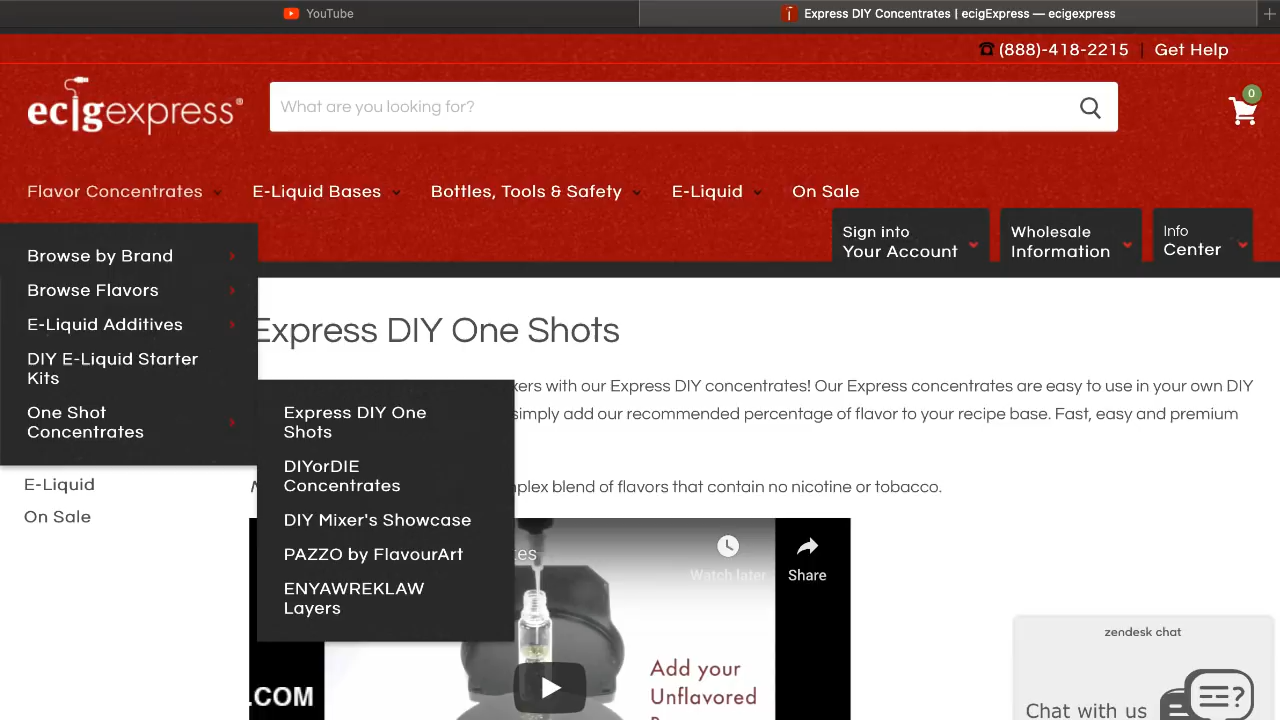 YouTube
Express DIY Concentrates | ecigExpress — ecigexpress
(888)-418-2215 | Get Help
ecigexpress®
What are you looking for?
0
Flavor Concentrates
E-Liquid Bases
Bottles, Tools & Safety
E-Liquid
On Sale
Sign into
Your Account
Wholesale
Information
Info
Center
Browse by Brand
Browse Flavors
E-Liquid Additives
DIY E-Liquid Starter
Kits
One Shot
Concentrates
Express DIY One
Shots
DIYorDIE
Concentrates
DIY Mixer's Showcase
PAZZO by FlavourArt
ENYAWREKLAW
Layers
E-Liquid
On Sale
Express DIY One Shots
with our Express DIY concentrates! Our Express concentrates are easy to use in your own DIY
simply add our recommended percentage of flavor to your recipe base. Fast, easy and premium
blend of flavors that contain no nicotine or tobacco.
Watch later
Share
.COM
Add your
Unflavored
zendesk chat
Chat with us